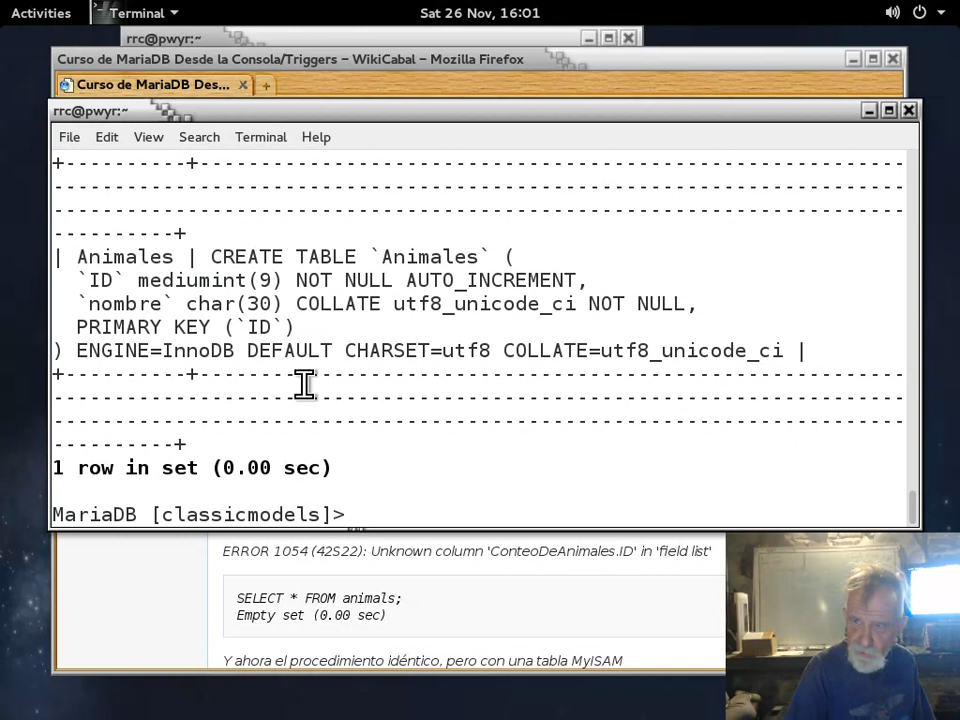 Activities Terminal Sat 26 Nov, 16:01
rrc@pwyr:~
Curso de MariaDB Desde la Consola/Triggers – WikiCabal – Mozilla Firefox
Curso de MariaDB Des... × +
rrc@pwyr:~
File Edit View Search Terminal Help
+----------+-----------------------------------------------------------
----------------------------------------------------------------------
----------------------------------------------------------------------
----------+
| Animales | CREATE TABLE `Animales` (
`ID` mediumint(9) NOT NULL AUTO_INCREMENT,
`nombre` char(30) COLLATE utf8_unicode_ci NOT NULL,
PRIMARY KEY (`ID`)
) ENGINE=InnoDB DEFAULT CHARSET=utf8 COLLATE=utf8_unicode_ci |
+----------+-----------------------------------------------------------
----------------------------------------------------------------------
----------------------------------------------------------------------
----------+
1 row in set (0.00 sec)
MariaDB [classicmodels]>
ERROR 1054 (42S22): Unknown column 'ConteoDeAnimales.ID' in 'field list'
SELECT * FROM animals;
Empty set (0.00 sec)
Y ahora el procedimiento idéntico, pero con una tabla MyISAM